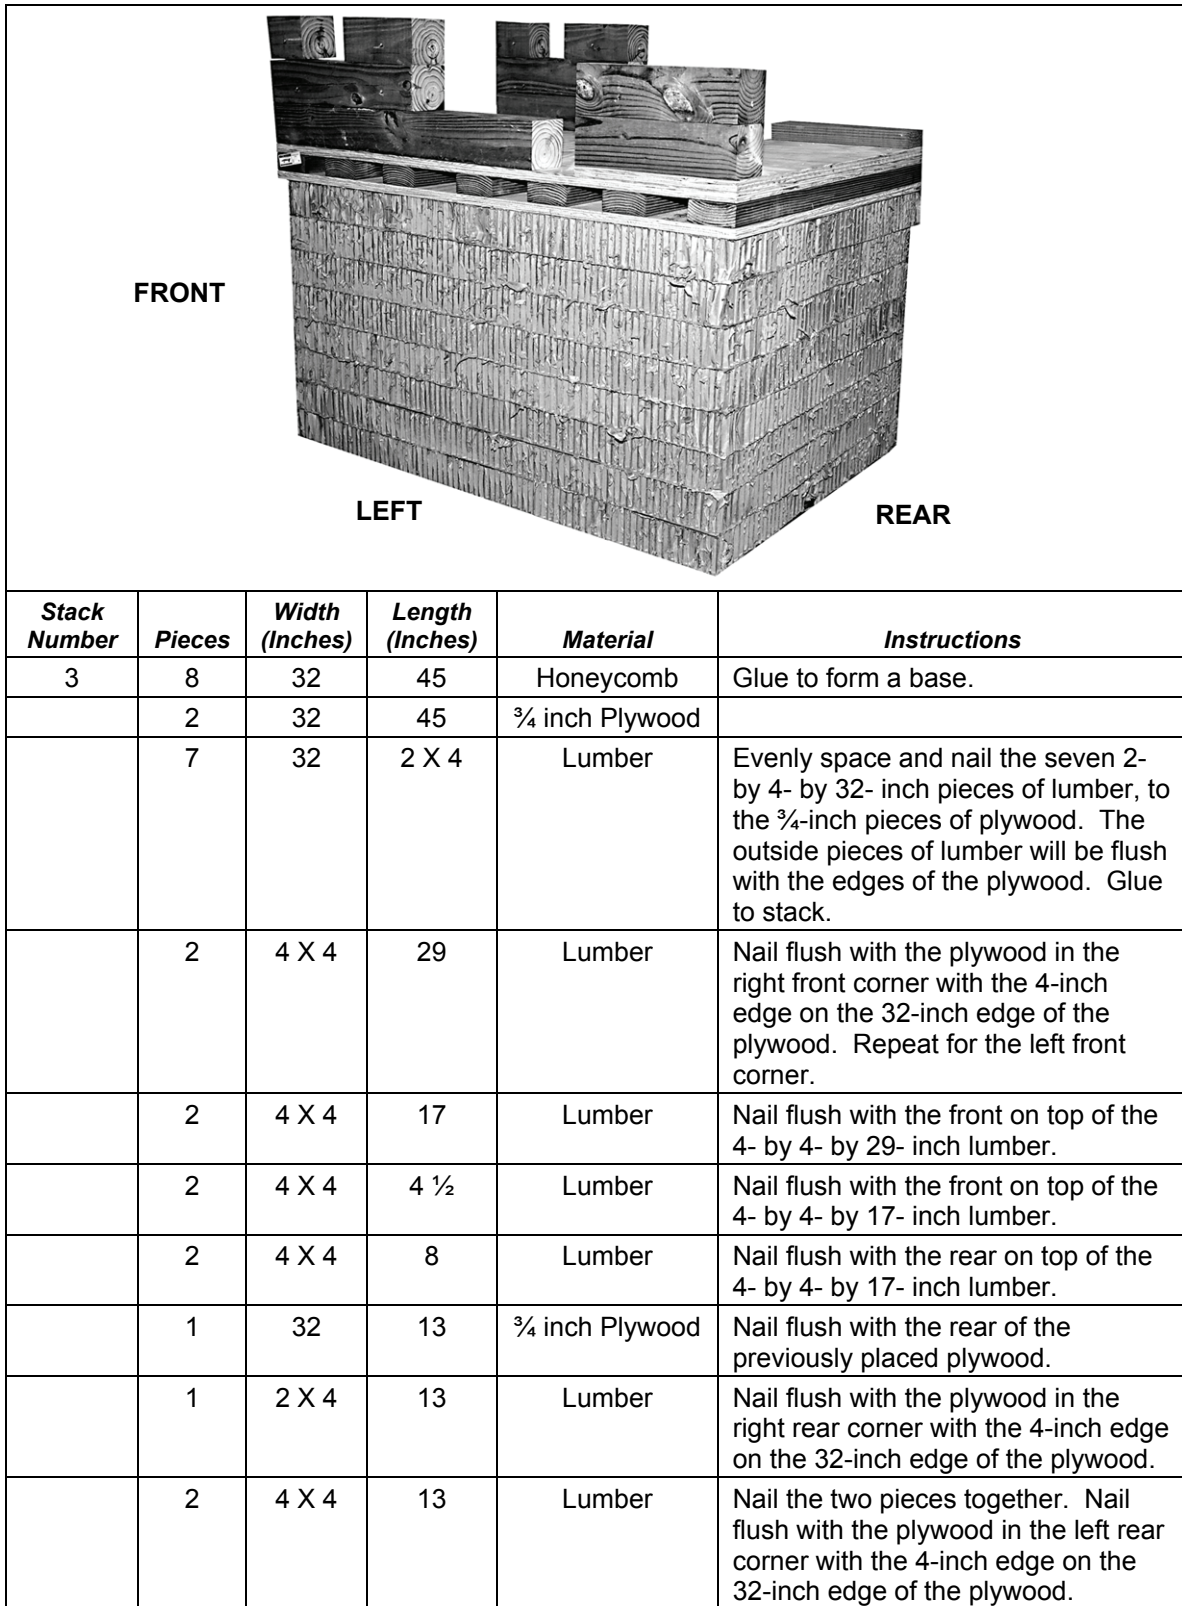 FRONT
LEFT
REAR
Stack Number Pieces Width (Inches) Length (Inches) Material Instructions
3 8 32 45 Honeycomb Glue to form a base.
2 32 45 ¾ inch Plywood
7 32 2 X 4 Lumber Evenly space and nail the seven 2-
by 4- by 32- inch pieces of lumber, to
the ¾-inch pieces of plywood. The
outside pieces of lumber will be flush
with the edges of the plywood. Glue
to stack.
2 4 X 4 29 Lumber Nail flush with the plywood in the
right front corner with the 4-inch
edge on the 32-inch edge of the
plywood. Repeat for the left front
corner.
2 4 X 4 17 Lumber Nail flush with the front on top of the
4- by 4- by 29- inch lumber.
2 4 X 4 4 ½ Lumber Nail flush with the front on top of the
4- by 4- by 17- inch lumber.
2 4 X 4 8 Lumber Nail flush with the rear on top of the
4- by 4- by 17- inch lumber.
1 32 13 ¾ inch Plywood Nail flush with the rear of the
previously placed plywood.
1 2 X 4 13 Lumber Nail flush with the plywood in the
right rear corner with the 4-inch edge
on the 32-inch edge of the plywood.
2 4 X 4 13 Lumber Nail the two pieces together. Nail
flush with the plywood in the left rear
corner with the 4-inch edge on the
32-inch edge of the plywood.